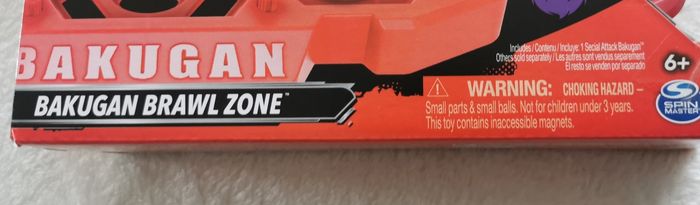 BAKUGAN
BAKUGAN BRAWL ZONE™
Includes / Contenu / Incluye: 1 Secial Attack Bakugan™
Others sold separately / Les autres sont vendus separement
El resto se venden por separado
6+
WARNING: CHOKING HAZARD –
Small parts & small balls. Not for children under 3 years.
This toy contains inaccessible magnets.
SPIN
MASTER